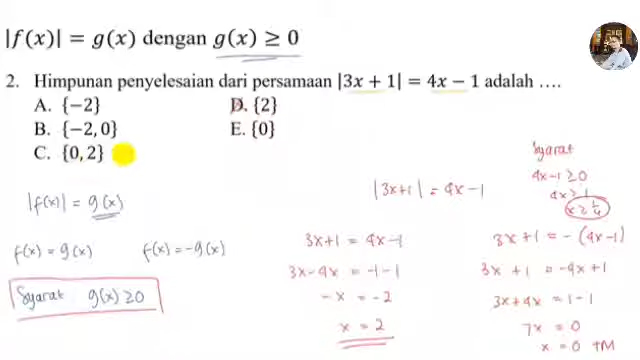 |f(x)| = g(x) dengan g(x) ≥ 0
2. Himpunan penyelesaian dari persamaan |3x + 1| = 4x − 1 adalah ….
A. {−2}
B. {−2, 0}
C. {0, 2}
D. {2}
E. {0}
|f(x)| = g(x)
f(x) = g(x)
f(x) = -g(x)
Syarat g(x) ≥ 0
|3x+1| = 4x-1
3x+1 = 4x-1
3x-4x = -1-1
-x = -2
x = 2
Syarat
4x-1 ≥ 0
4x ≥ 1
x ≥ 1/4
3x+1 = -(4x-1)
3x+1 = -4x+1
3x+4x = 1-1
7x = 0
x = 0 TM